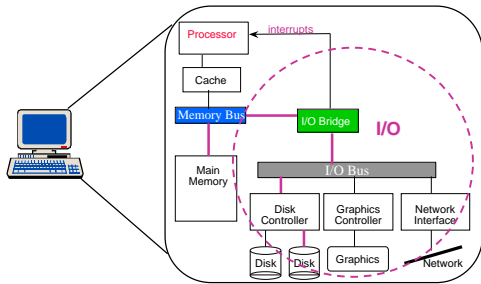 Processor
interrupts
Cache
Memory Bus
I/O Bridge
I/O
Main
Memory
I/O Bus
Disk
Controller
Graphics
Controller
Network
Interface
Disk
Disk
Graphics
Network